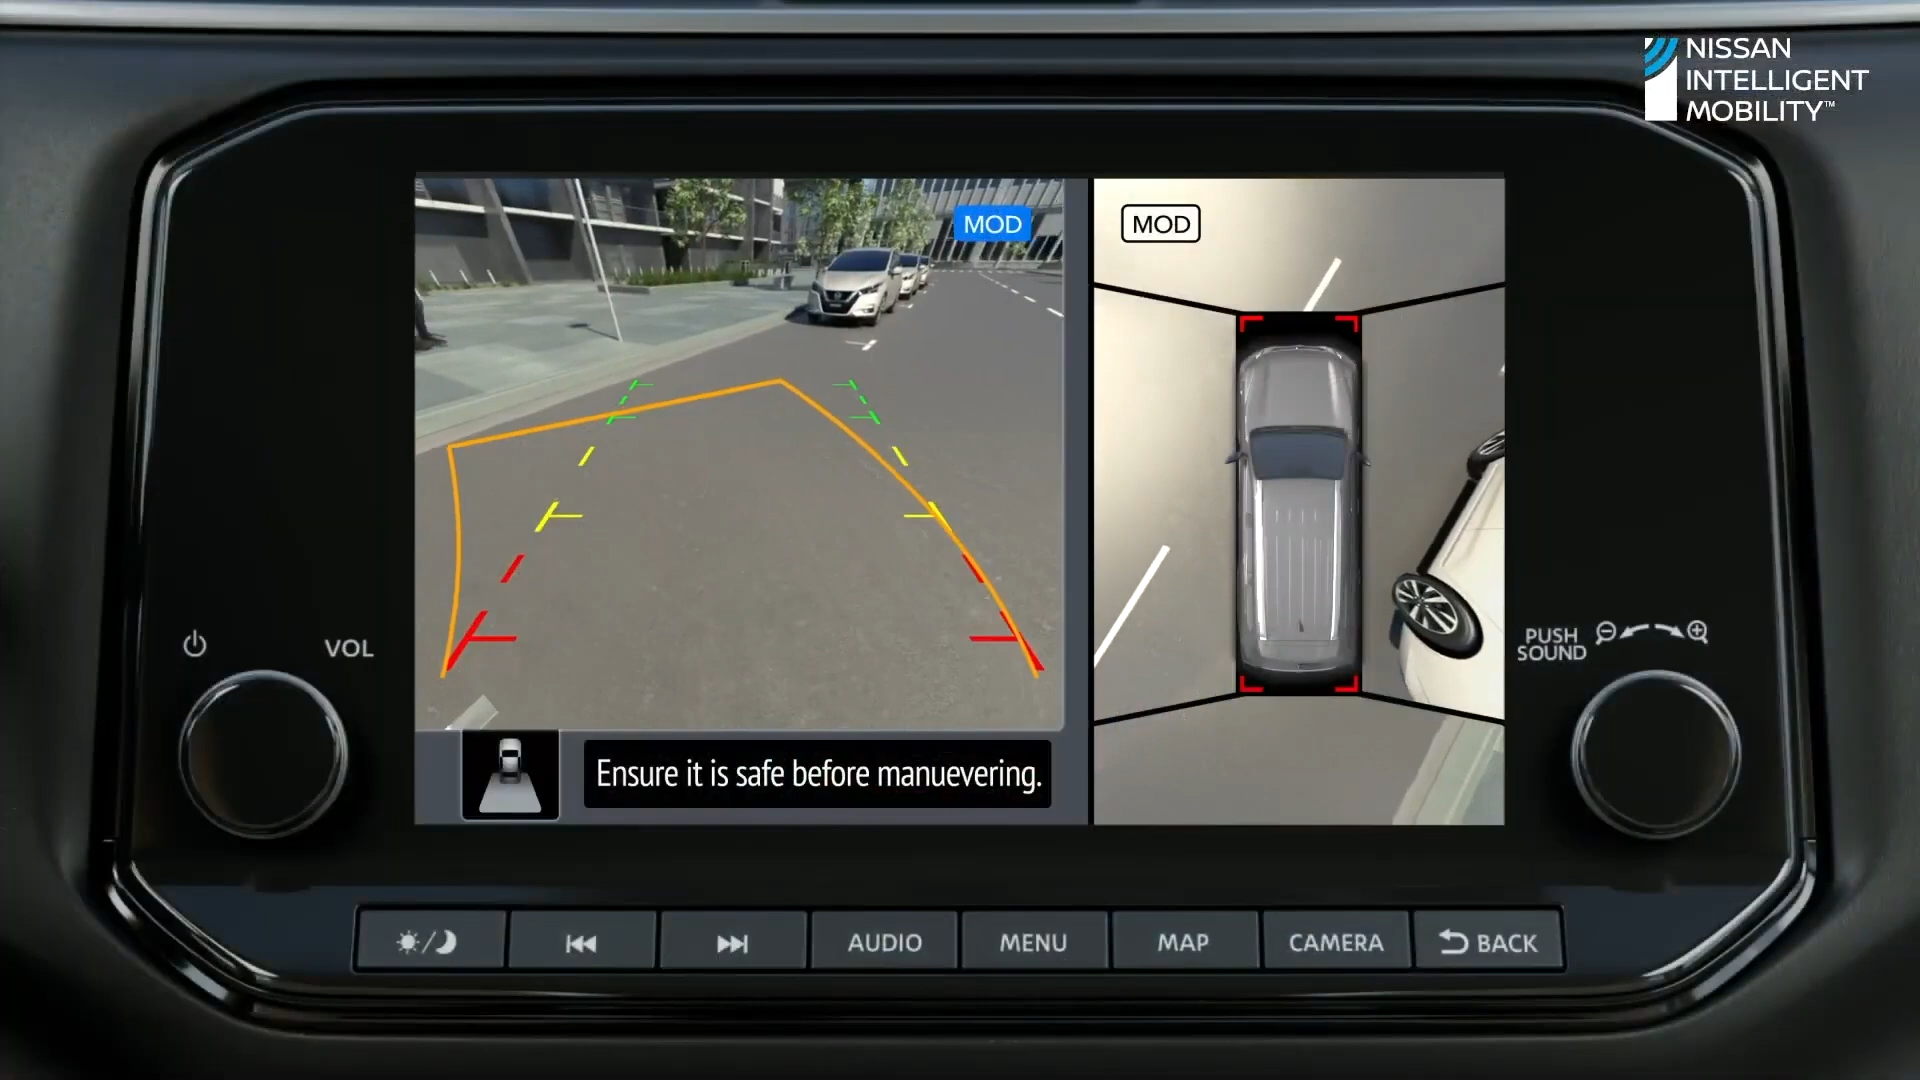 NISSAN
INTELLIGENT
MOBILITY™
MOD
MOD
VOL
PUSH
SOUND
Ensure it is safe before manuevering.
AUDIO
MENU
MAP
CAMERA
BACK